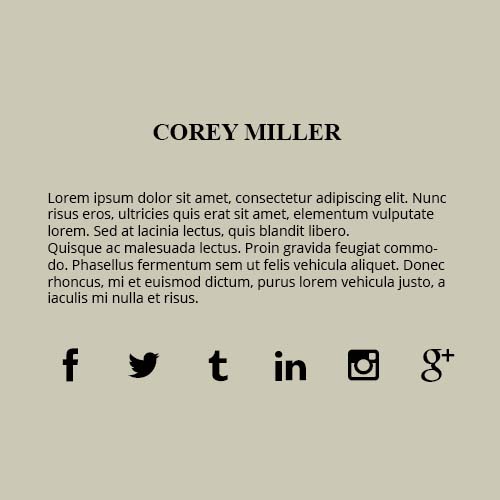 COREY MILLER
Lorem ipsum dolor sit amet, consectetur adipiscing elit. Nunc
risus eros, ultricies quis erat sit amet, elementum vulputate
lorem. Sed at lacinia lectus, quis blandit libero.
Quisque ac malesuada lectus. Proin gravida feugiat commo-
do. Phasellus fermentum sem ut felis vehicula aliquet. Donec
rhoncus, mi et euismod dictum, purus lorem vehicula justo, a
iaculis mi nulla et risus.
f t in g+